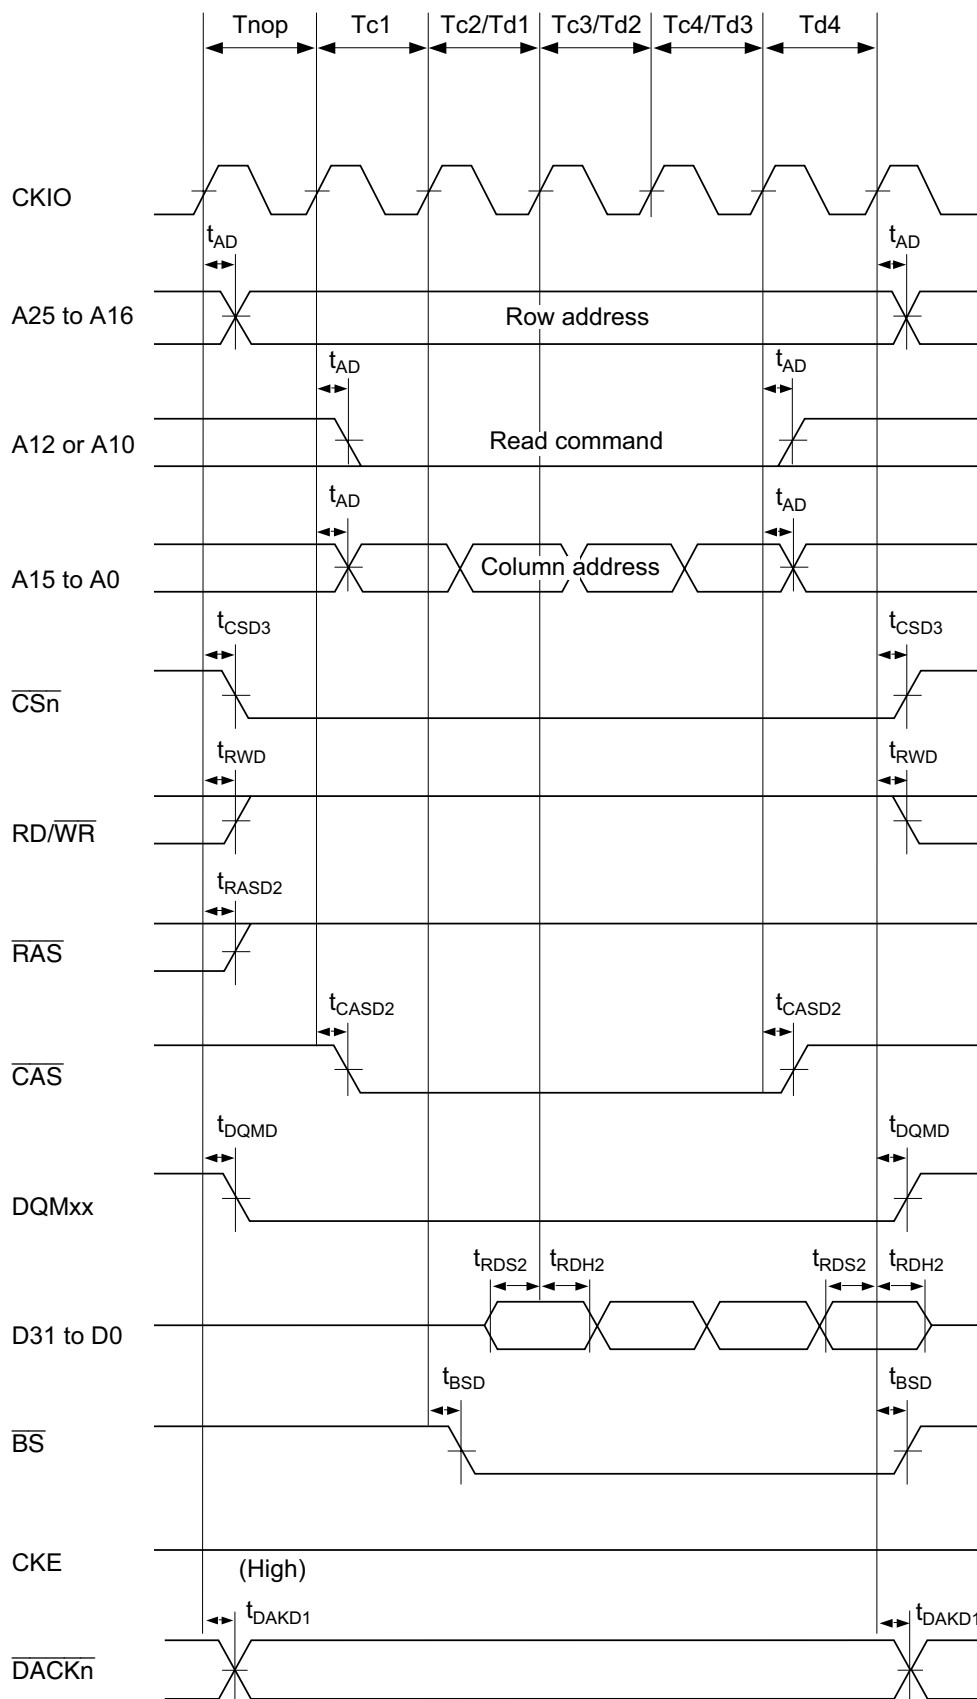 Tnop Tc1 Tc2/Td1 Tc3/Td2 Tc4/Td3 Td4
CKIO
tAD tAD
A25 to A16 Row address
tAD tAD
A12 or A10 Read command
tAD tAD
A15 to A0 Column address
tCSD3 tCSD3
CSn
tRWD tRWD
RD/WR
tRASD2
RAS
tCASD2 tCASD2
CAS
tDQMD tDQMD
DQMxx
tRDS2 tRDH2 tRDS2 tRDH2
D31 to D0
tBSD tBSD
BS
CKE (High)
tDAKD1 tDAKD1
DACKn